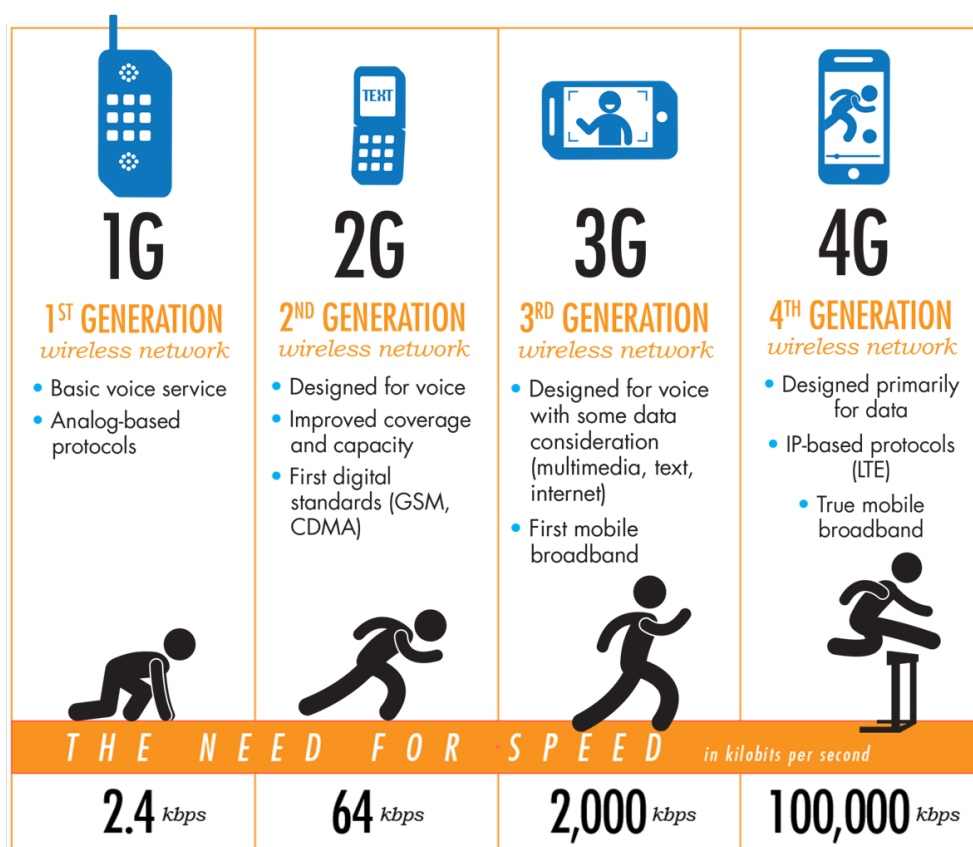 1G
1ST GENERATION
wireless network
• Basic voice service
• Analog-based
protocols
TEXT
2G
2ND GENERATION
wireless network
• Designed for voice
• Improved coverage
and capacity
• First digital
standards (GSM,
CDMA)
3G
3RD GENERATION
wireless network
• Designed for voice
with some data
consideration
(multimedia, text,
internet)
• First mobile
broadband
4G
4TH GENERATION
wireless network
• Designed primarily
for data
• IP-based protocols
(LTE)
• True mobile
broadband
THE NEED FOR SPEED in kilobits per second
2.4 kbps
64 kbps
2,000 kbps
100,000 kbps